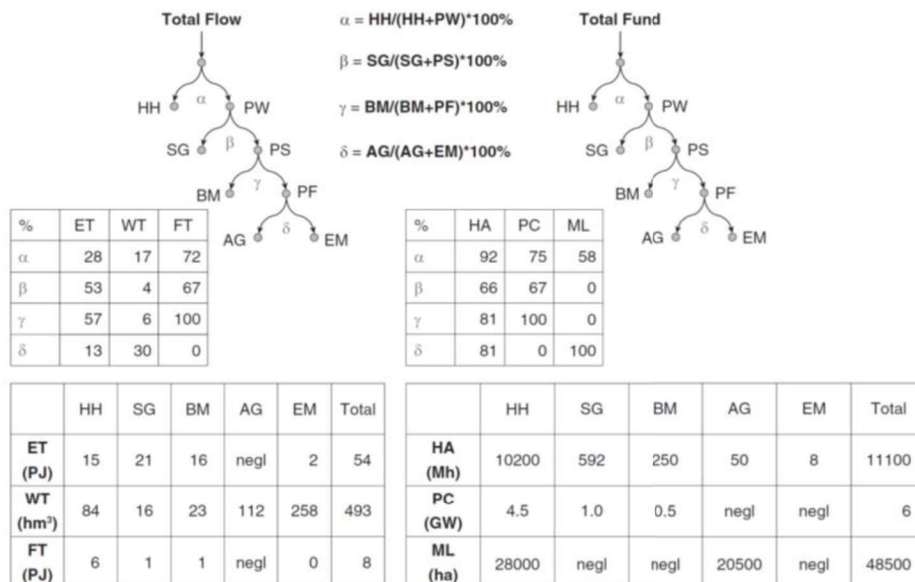 Total Flow
α = HH/(HH+PW)*100%
Total Fund
β = SG/(SG+PS)*100%
γ = BM/(BM+PF)*100%
δ = AG/(AG+EM)*100%
HH α PW
SG β PS
BM γ PF
AG δ EM
HH α PW
SG β PS
BM γ PF
AG δ EM
% ET WT FT
α 28 17 72
β 53 4 67
γ 57 6 100
δ 13 30 0
% HA PC ML
α 92 75 58
β 66 67 0
γ 81 100 0
δ 81 0 100
HH SG BM AG EM Total
ET (PJ) 15 21 16 negl 2 54
WT (hm³) 84 16 23 112 258 493
FT (PJ) 6 1 1 negl 0 8
HH SG BM AG EM Total
HA (Mh) 10200 592 250 50 8 11100
PC (GW) 4.5 1.0 0.5 negl negl 6
ML (ha) 28000 negl negl 20500 negl 48500